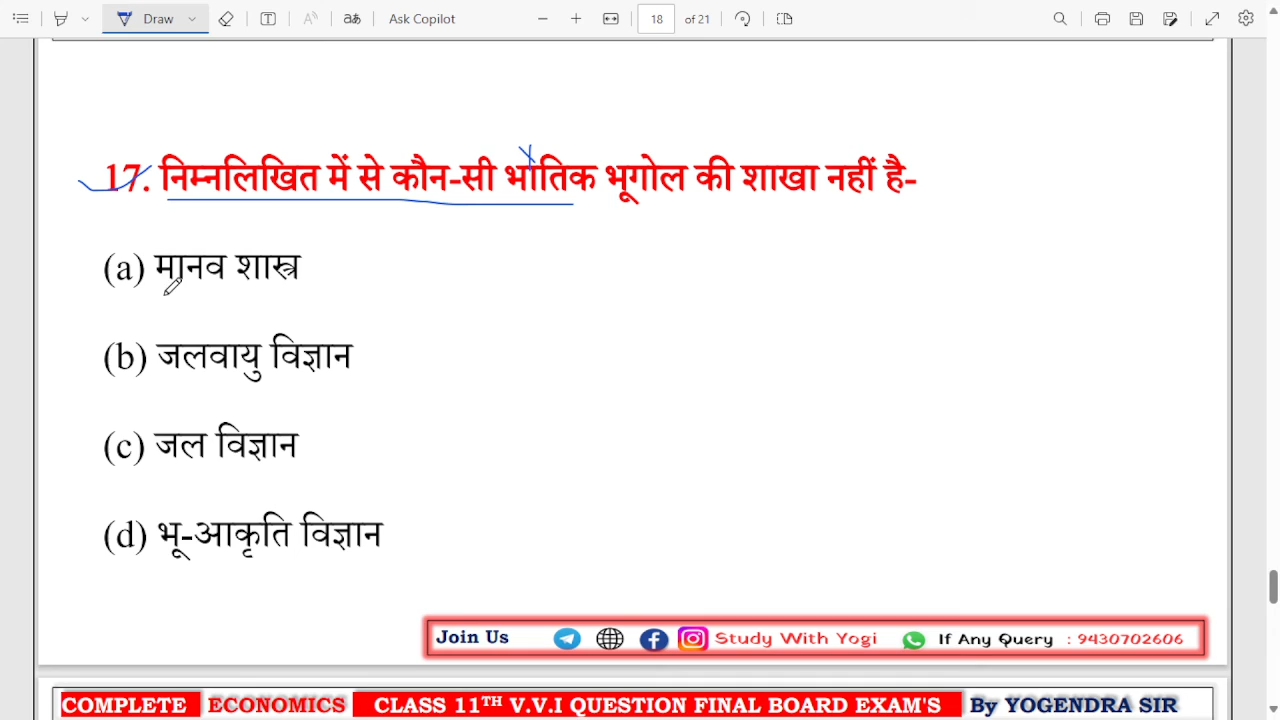 Draw
Ask Copilot
18 of 21
17. निम्नलिखित में से कौन-सी भातिक भूगोल की शाखा नहीं है-
(a) मानव शास्त्र
(b) जलवायु विज्ञान
(c) जल विज्ञान
(d) भू-आकृति विज्ञान
Join Us Study With Yogi If Any Query : 9430702606
COMPLETE ECONOMICS CLASS 11TH V.V.I QUESTION FINAL BOARD EXAM'S By YOGENDRA SIR